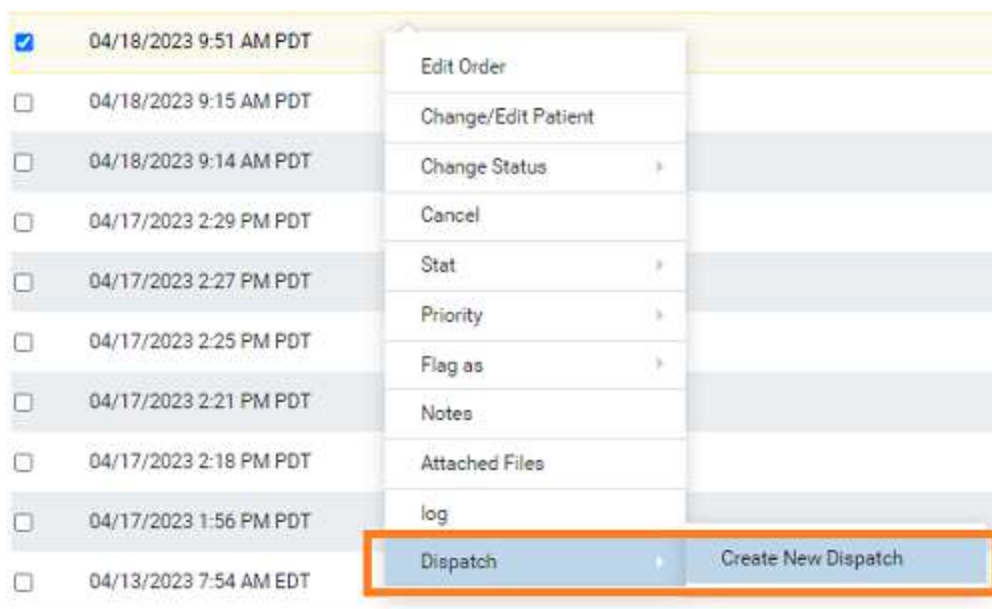 04/18/2023 9:51 AM PDT
04/18/2023 9:15 AM PDT
04/18/2023 9:14 AM PDT
04/17/2023 2:29 PM PDT
04/17/2023 2:27 PM PDT
04/17/2023 2:25 PM PDT
04/17/2023 2:21 PM PDT
04/17/2023 2:18 PM PDT
04/17/2023 1:56 PM PDT
04/13/2023 7:54 AM EDT
Edit Order
Change/Edit Patient
Change Status
Cancel
Stat
Priority
Flag as
Notes
Attached Files
log
Dispatch
Create New Dispatch